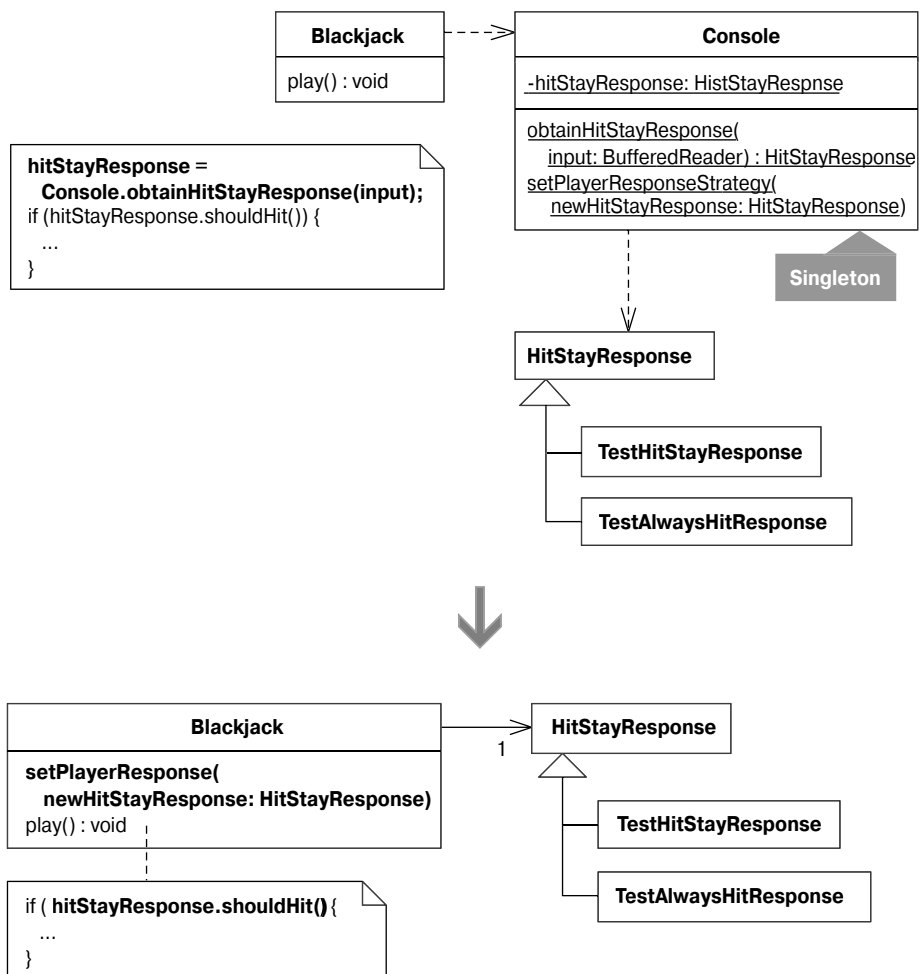 Blackjack
play() : void
Console
-hitStayResponse: HistStayRespnse
obtainHitStayResponse(
input: BufferedReader) : HitStayResponse
setPlayerResponseStrategy(
newHitStayResponse: HitStayResponse)
hitStayResponse =
Console.obtainHitStayResponse(input);
if (hitStayResponse.shouldHit()) {
...
}
Singleton
HitStayResponse
TestHitStayResponse
TestAlwaysHitResponse
Blackjack
setPlayerResponse(
newHitStayResponse: HitStayResponse)
play() : void
1
HitStayResponse
TestHitStayResponse
TestAlwaysHitResponse
if ( hitStayResponse.shouldHit() {
...
}